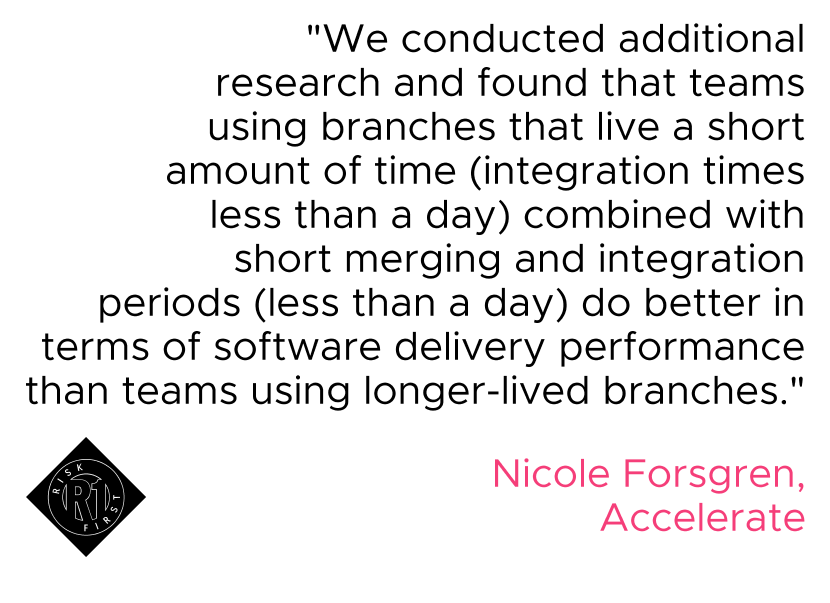 "We conducted additional
research and found that teams
using branches that live a short
amount of time (integration times
less than a day) combined with
short merging and integration
periods (less than a day) do better in
terms of software delivery performance
than teams using longer-lived branches."
Nicole Forsgren,
Accelerate
RISK
R1
FIRST